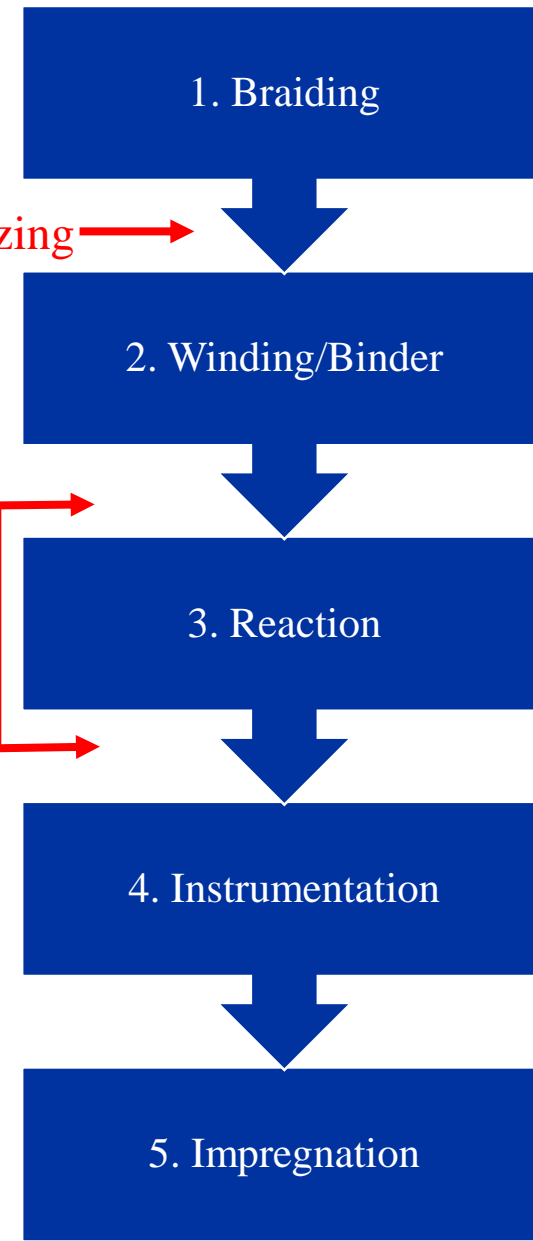 1. Braiding
zing
2. Winding/Binder
3. Reaction
4. Instrumentation
5. Impregnation